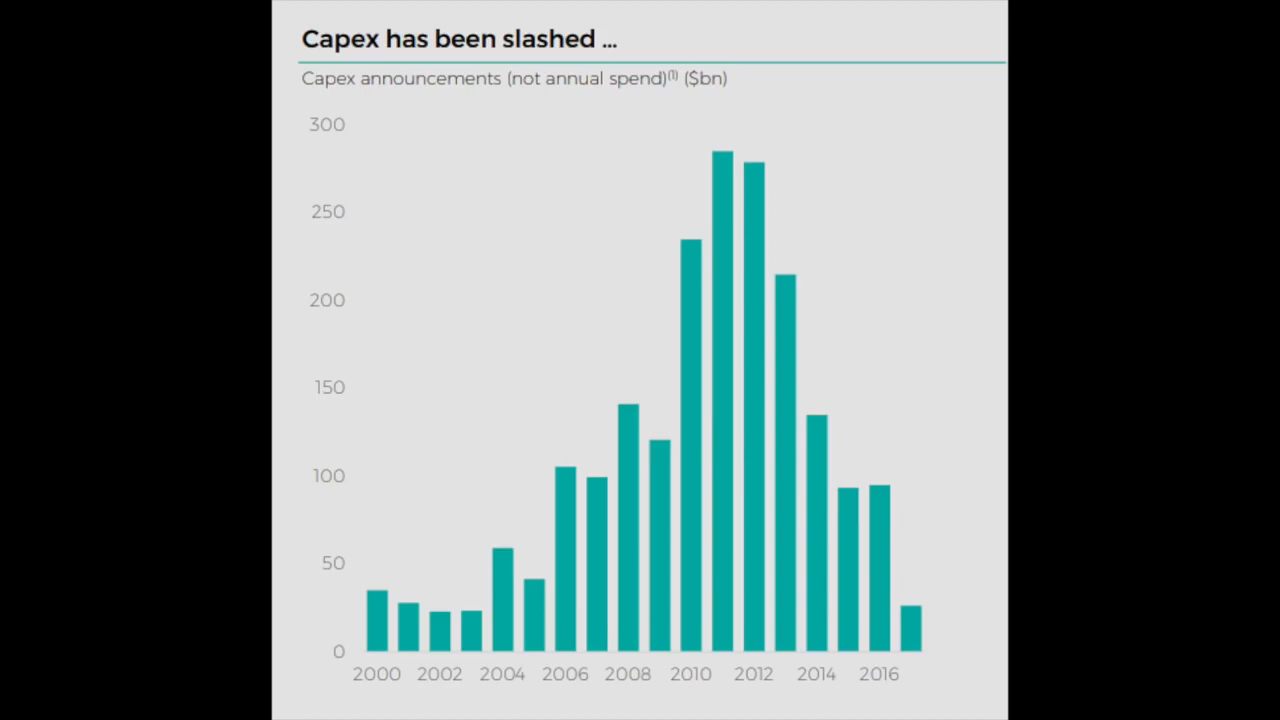 Capex has been slashed ...
Capex announcements (not annual spend)(1) ($bn)
300
250
200
150
100
50
0
2000 2002 2004 2006 2008 2010 2012 2014 2016